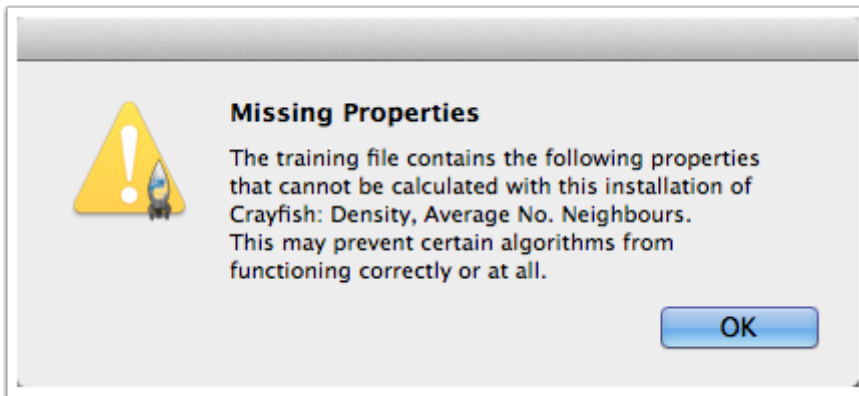 Missing Properties
The training file contains the following properties
that cannot be calculated with this installation of
Crayfish: Density, Average No. Neighbours.
This may prevent certain algorithms from
functioning correctly or at all.
OK